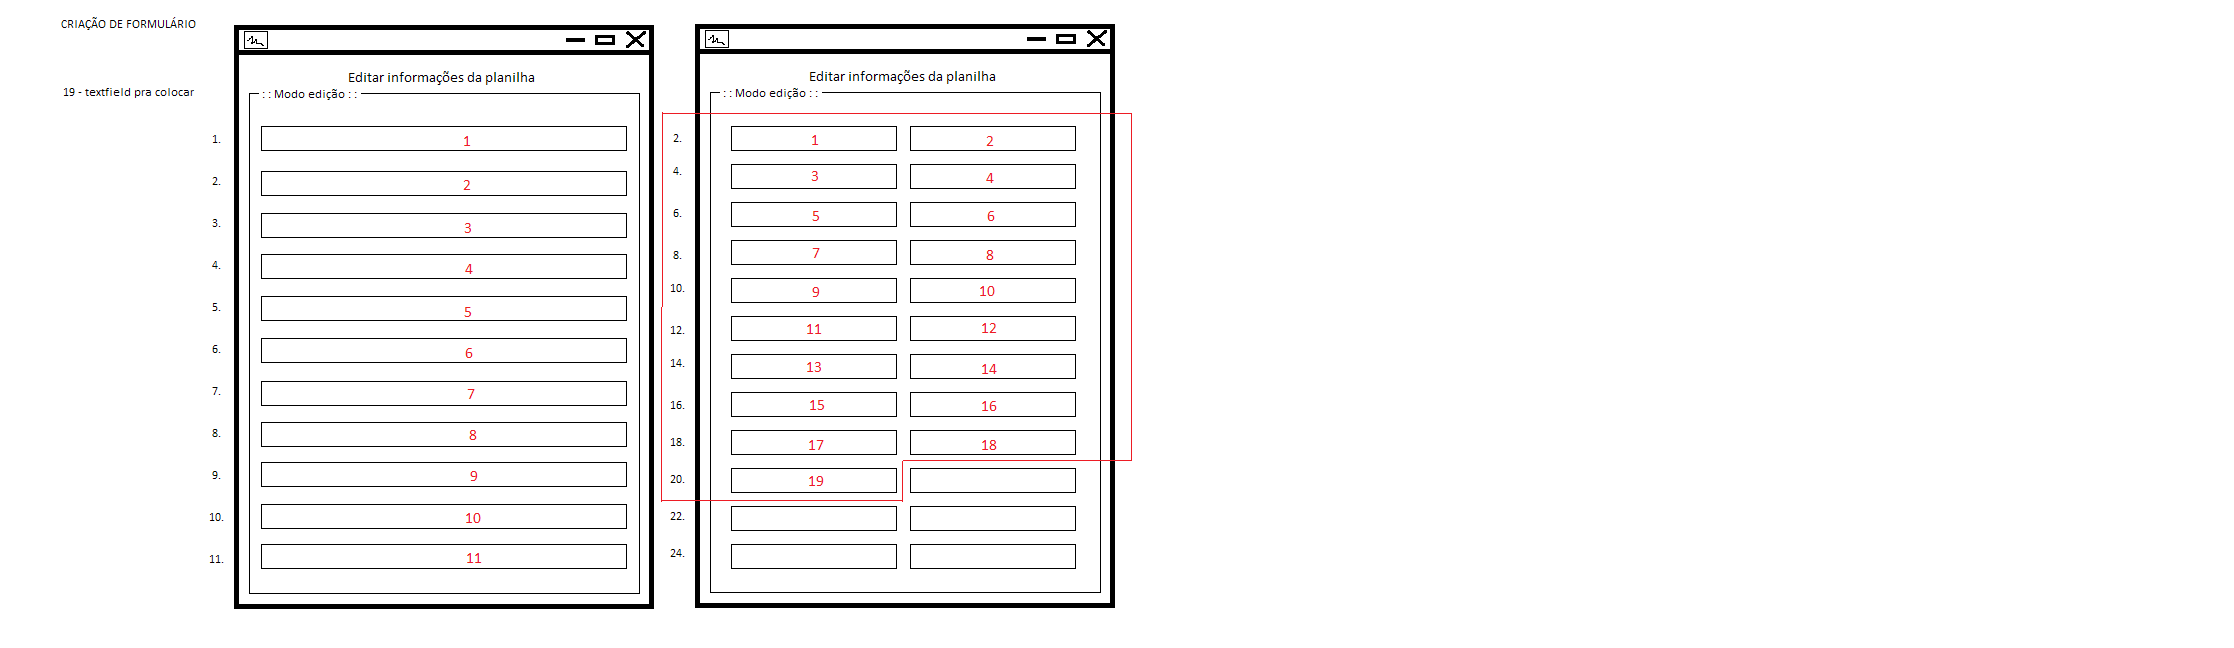 CRIAÇÃO DE FORMULÁRIO
19 - textfield pra colocar
Editar informações da planilha
: : Modo edição : :
1. 1
2. 2
3. 3
4. 4
5. 5
6. 6
7. 7
8. 8
9. 9
10. 10
11. 11
Editar informações da planilha
: : Modo edição : :
2. 1 2
4. 3 4
6. 5 6
8. 7 8
10. 9 10
12. 11 12
14. 13 14
16. 15 16
18. 17 18
20. 19
22.
24.